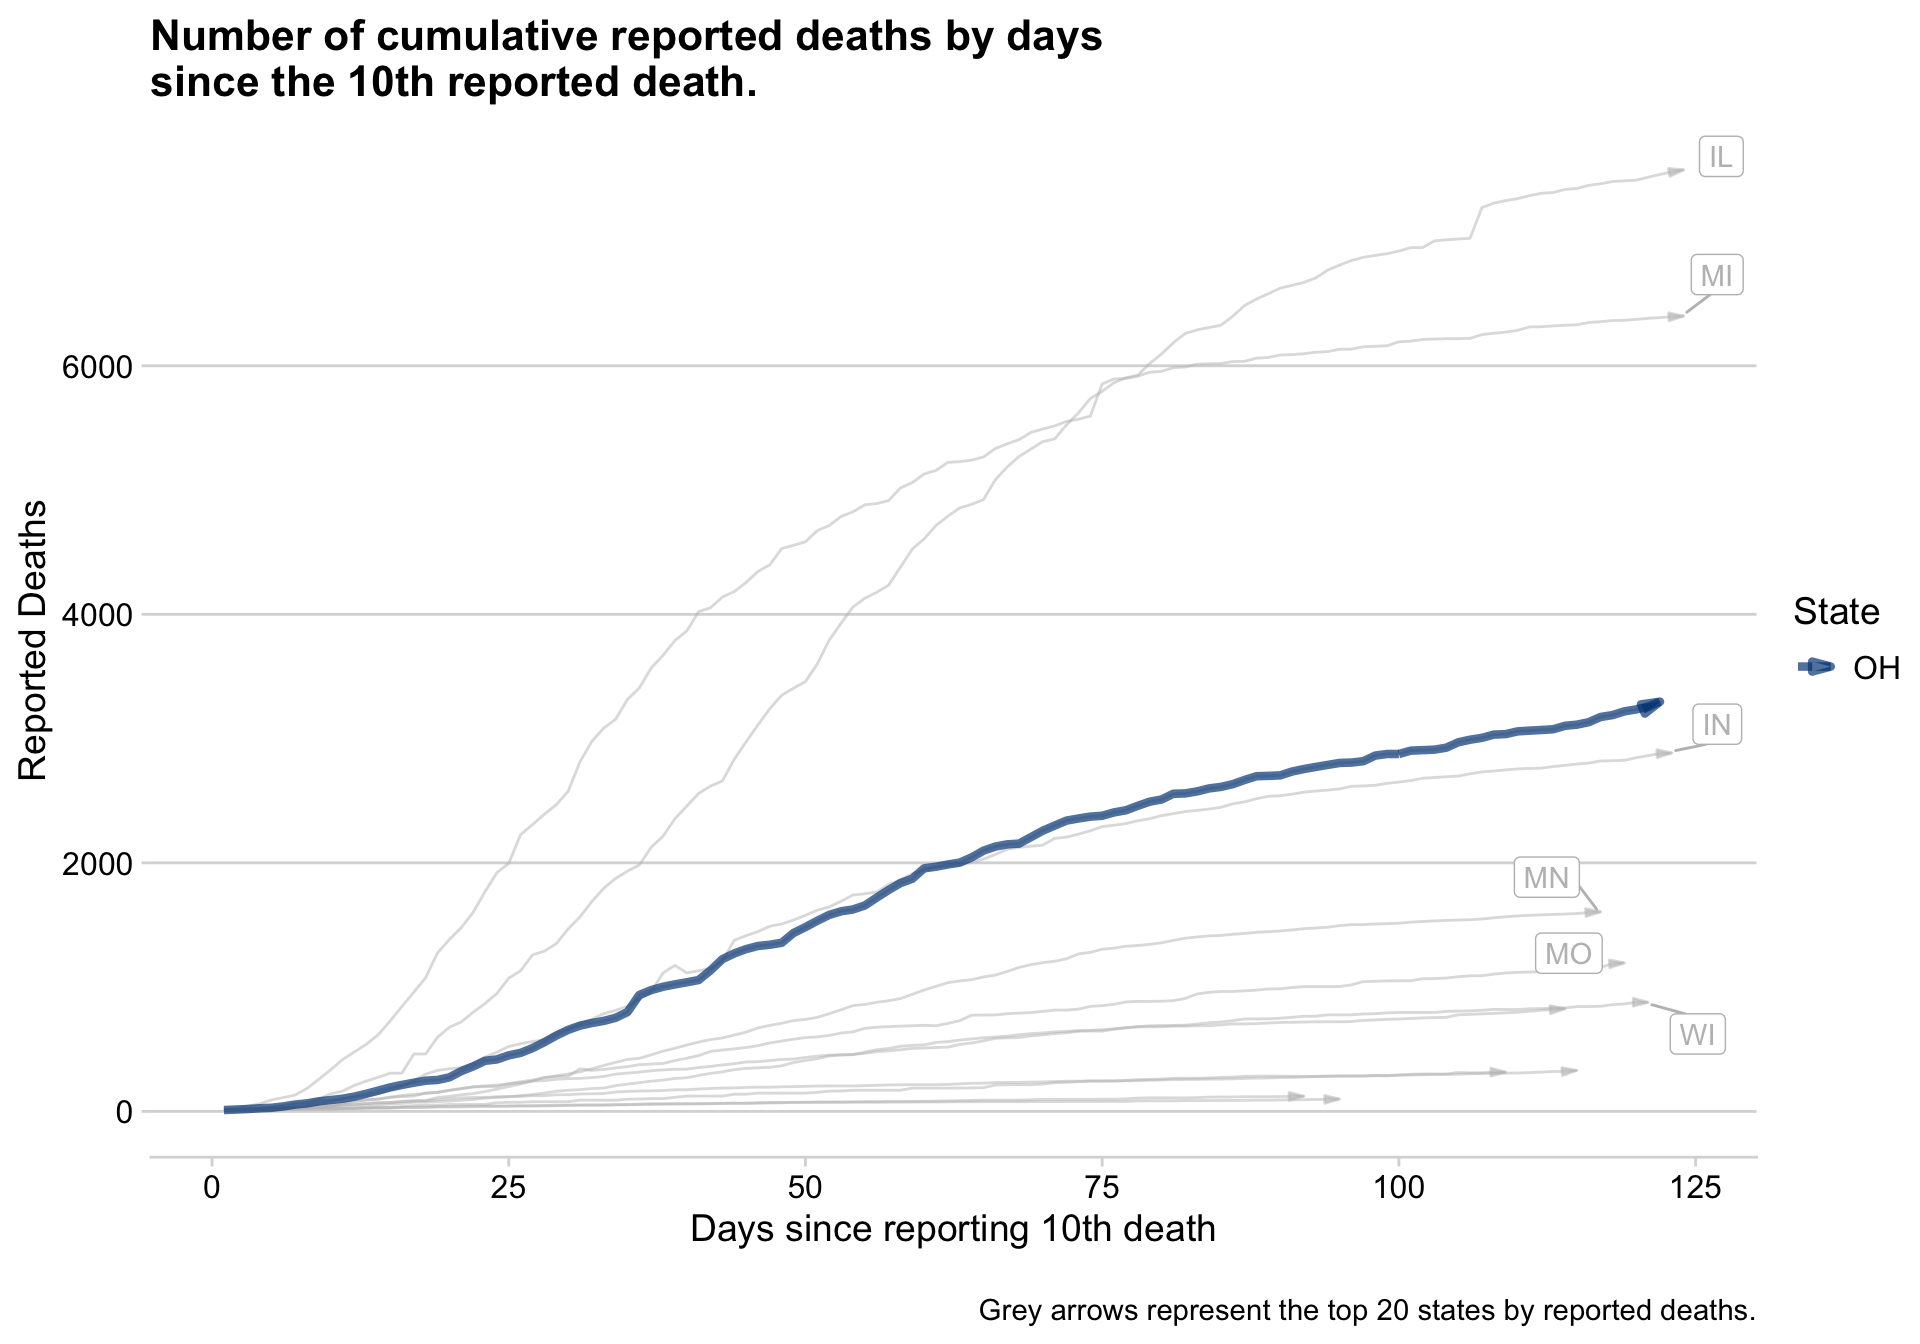 Number of cumulative reported deaths by days
since the 10th reported death.
IL
MI
6000
Reported Deaths
4000
State
OH
IN
2000
MN
MO
WI
0
0 25 50 75 100 125
Days since reporting 10th death
Grey arrows represent the top 20 states by reported deaths.